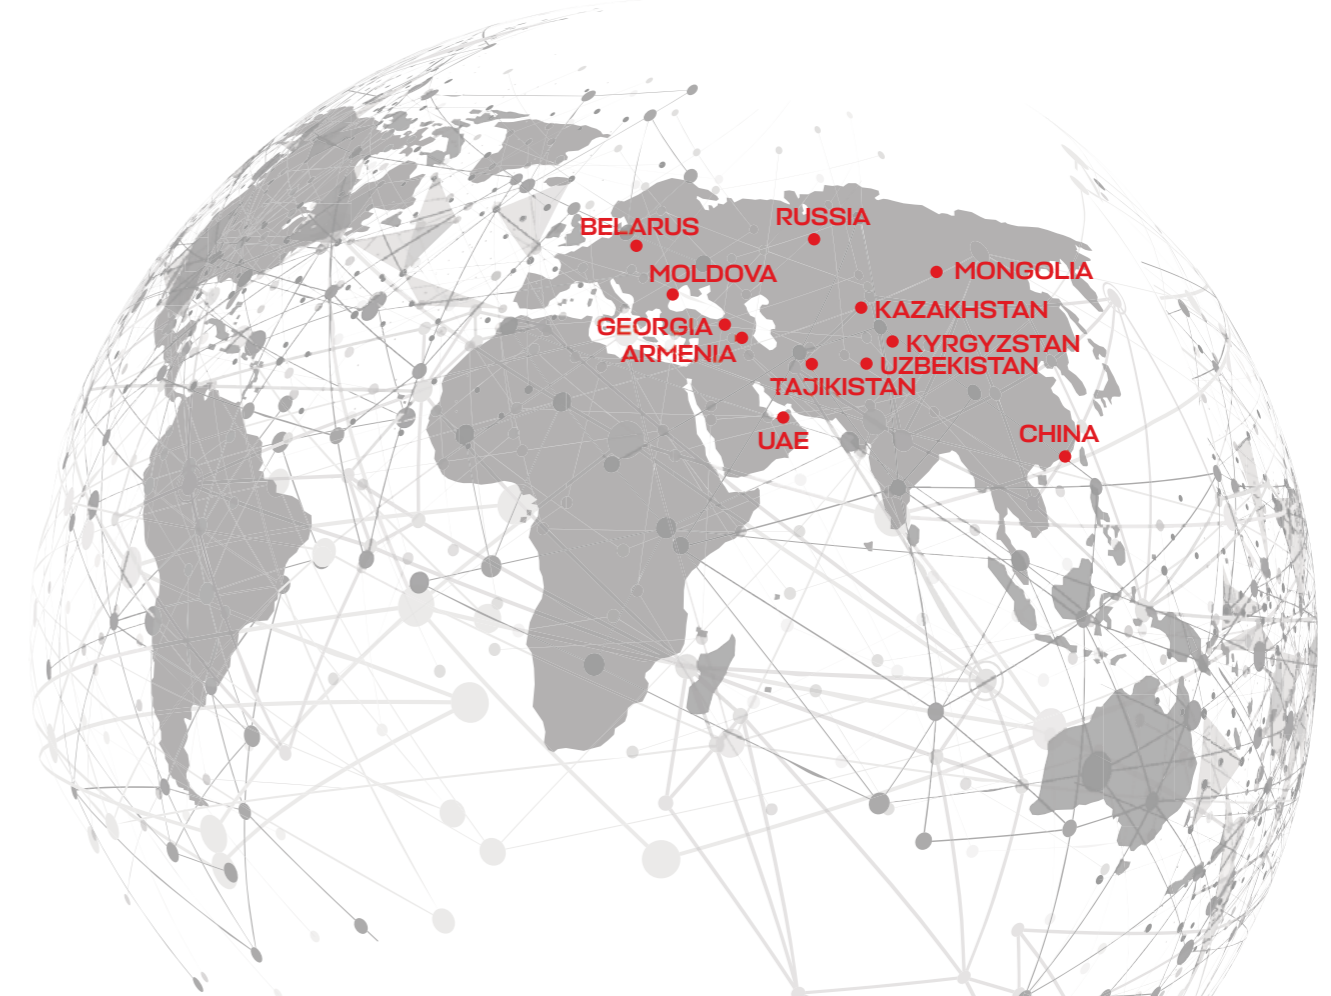 RUSSIA
BELARUS
MOLDOVA
MONGOLIA
KAZAKHSTAN
GEORGIA
KYRGYZSTAN
ARMENIA
UZBEKISTAN
TAJIKISTAN
CHINA
UAE